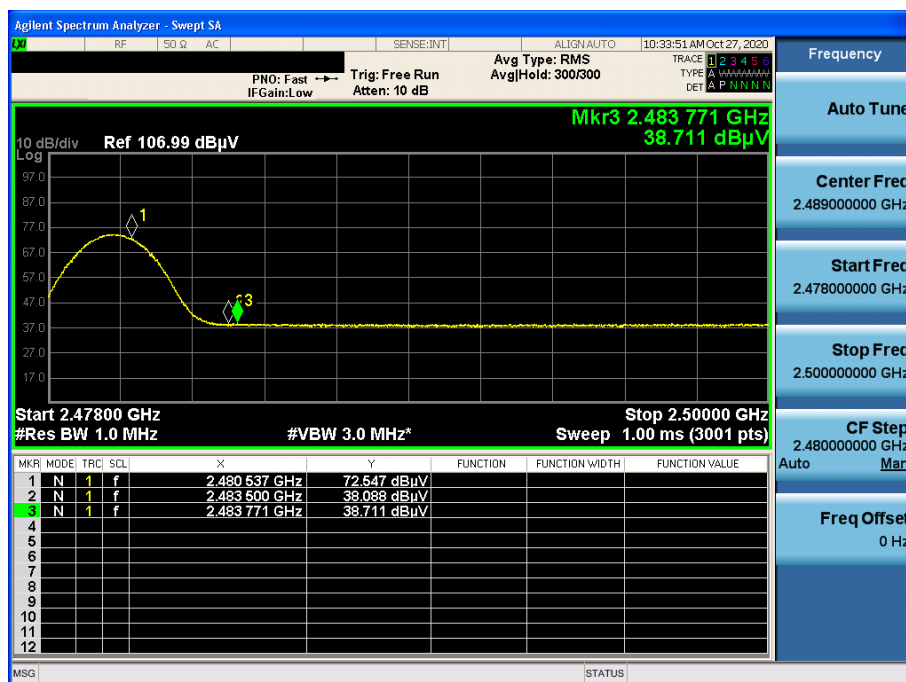 Agilent Spectrum Analyzer - Swept SA
LXI RF 50 Ω AC SENSE:INT ALIGN AUTO 10:33:51 AM Oct 27, 2020
PNO: Fast Trig: Free Run Avg Type: RMS TRACE 1 2 3 4 5 6
IFGain:Low Atten: 10 dB Avg|Hold: 300/300 TYPE A WWWWW
DET A P N N N N
Mkr3 2.483 771 GHz
38.711 dBµV
10 dB/div Ref 106.99 dBµV
Log
97.0
87.0
77.0
67.0
57.0
47.0
37.0
27.0
17.0
1
3
Start 2.47800 GHz Stop 2.50000 GHz
#Res BW 1.0 MHz #VBW 3.0 MHz* Sweep 1.00 ms (3001 pts)
MKR MODE TRC SCL X Y FUNCTION FUNCTION WIDTH FUNCTION VALUE
1 N 1 f 2.480 537 GHz 72.547 dBµV
2 N 1 f 2.483 500 GHz 38.088 dBµV
3 N 1 f 2.483 771 GHz 38.711 dBµV
4
5
6
7
8
9
10
11
12
MSG STATUS
Frequency
Auto Tune
Center Freq
2.489000000 GHz
Start Freq
2.478000000 GHz
Stop Freq
2.500000000 GHz
CF Step
2.480000000 GHz
Auto Man
Freq Offset
0 Hz